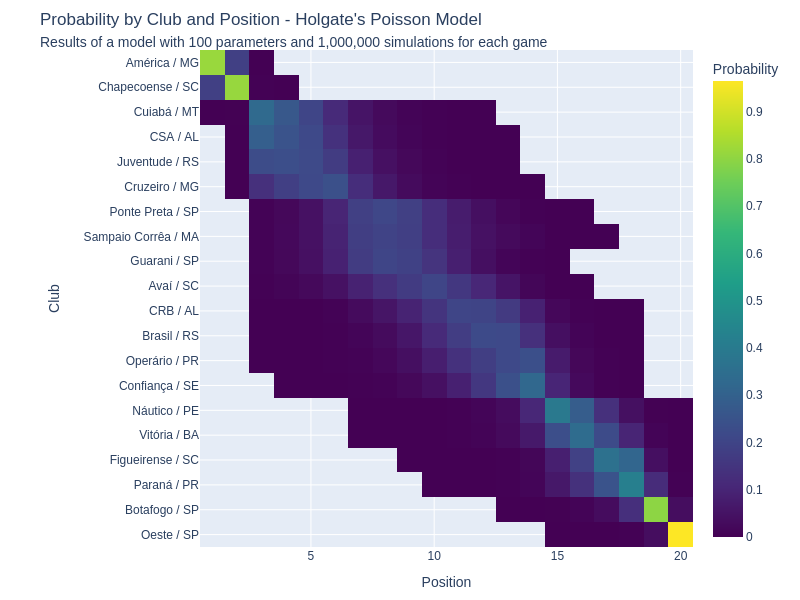 Probability by Club and Position - Holgate's Poisson Model
Results of a model with 100 parameters and 1,000,000 simulations for each game
Probability
América / MG
Chapecoense / SC
Cuiabá / MT
CSA / AL
Juventude / RS
Cruzeiro / MG
Ponte Preta / SP
Sampaio Corrêa / MA
Guarani / SP
Avaí / SC
CRB / AL
Brasil / RS
Operário / PR
Confiança / SE
Náutico / PE
Vitória / BA
Figueirense / SC
Paraná / PR
Botafogo / SP
Oeste / SP
Club
5
10
15
20
Position
0.9
0.8
0.7
0.6
0.5
0.4
0.3
0.2
0.1
0